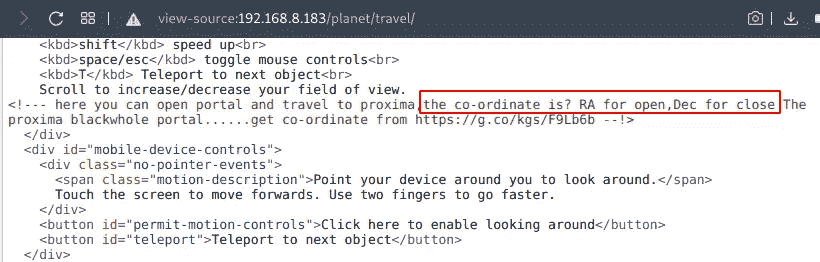 view-source:192.168.8.183/planet/travel/
<kbd>shift</kbd> speed up<br>
<kbd>space/esc</kbd> toggle mouse controls<br>
<kbd>T</kbd> Teleport to next object<br>
Scroll to increase/decrease your field of view.
<!--- here you can open portal and travel to proxima,the co-ordinate is? RA for open,Dec for close The
proxima blackwhole portal......get co-ordinate from https://g.co/kgs/F9Lb6b --!>
</div>
<div id="mobile-device-controls">
<div class="no-pointer-events">
<span class="motion-description">Point your device around you to look around.</span>
Touch the screen to move forwards. Use two fingers to go faster.
</div>
<button id="permit-motion-controls">Click here to enable looking around</button>
<button id="teleport">Teleport to next object</button>
</div>